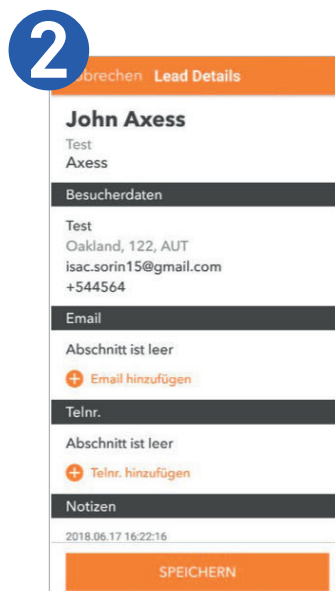 2
brechen Lead Details
John Axess
Test
Axess
Besucherdaten
Test
Oakland, 122, AUT
isac.sorin15@gmail.com
+544564
Email
Abschnitt ist leer
Email hinzufügen
Telnr.
Abschnitt ist leer
Telnr. hinzufügen
Notizen
2018.06.17 16:22:16
SPEICHERN